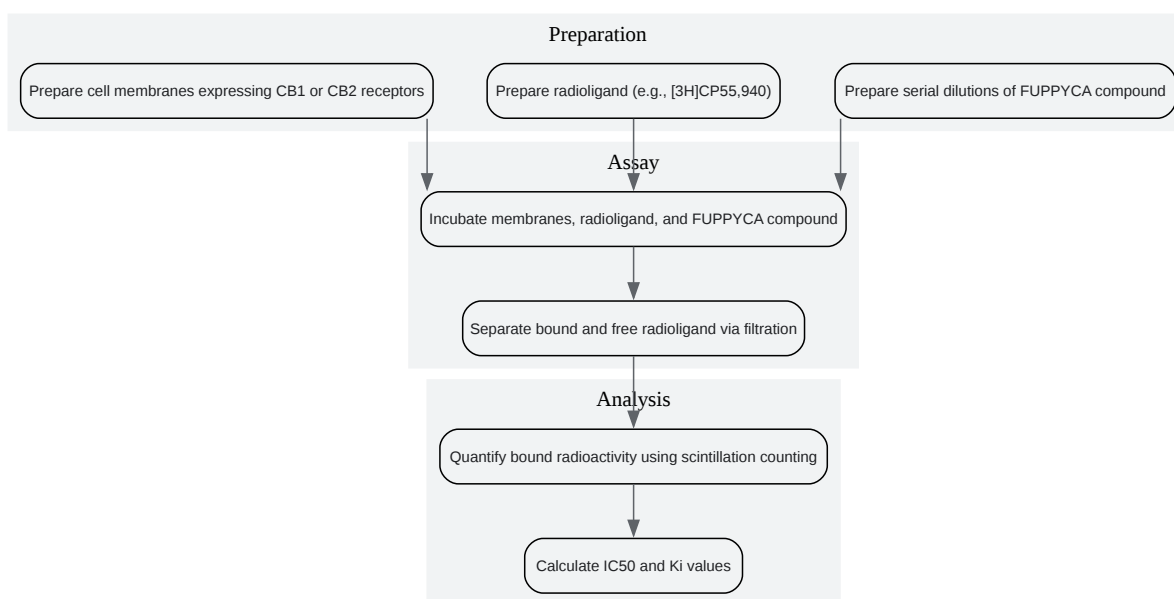 Preparation
Prepare cell membranes expressing CB1 or CB2 receptors
Prepare radioligand (e.g., [3H]CP55,940)
Prepare serial dilutions of FUPPYCA compound
Assay
Incubate membranes, radioligand, and FUPPYCA compound
Separate bound and free radioligand via filtration
Analysis
Quantify bound radioactivity using scintillation counting
Calculate IC50 and Ki values